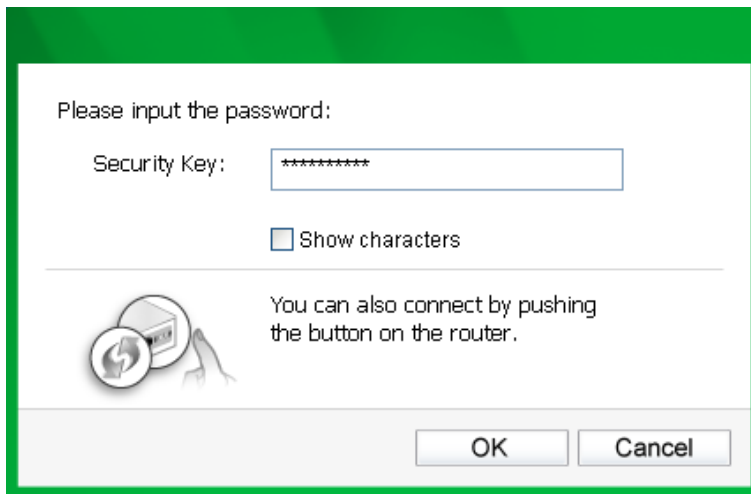 Please input the password:
Security Key: **********
Show characters
You can also connect by pushing
the button on the router.
OK Cancel